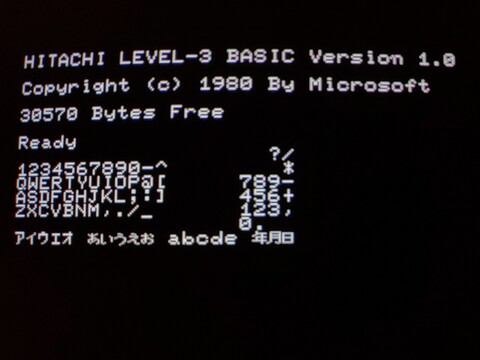 HITACHI LEVEL-3 BASIC Version 1.0
Copyright (c) 1980 By Microsoft
30570 Bytes Free
Ready
?/
1234567890-^ *
QWERTYUIOP@[ 789-
ASDFGHJKL;:] 456+
ZXCVBNM,./_ 123,
0.
アイウエオ あいうえお abcde 年月日